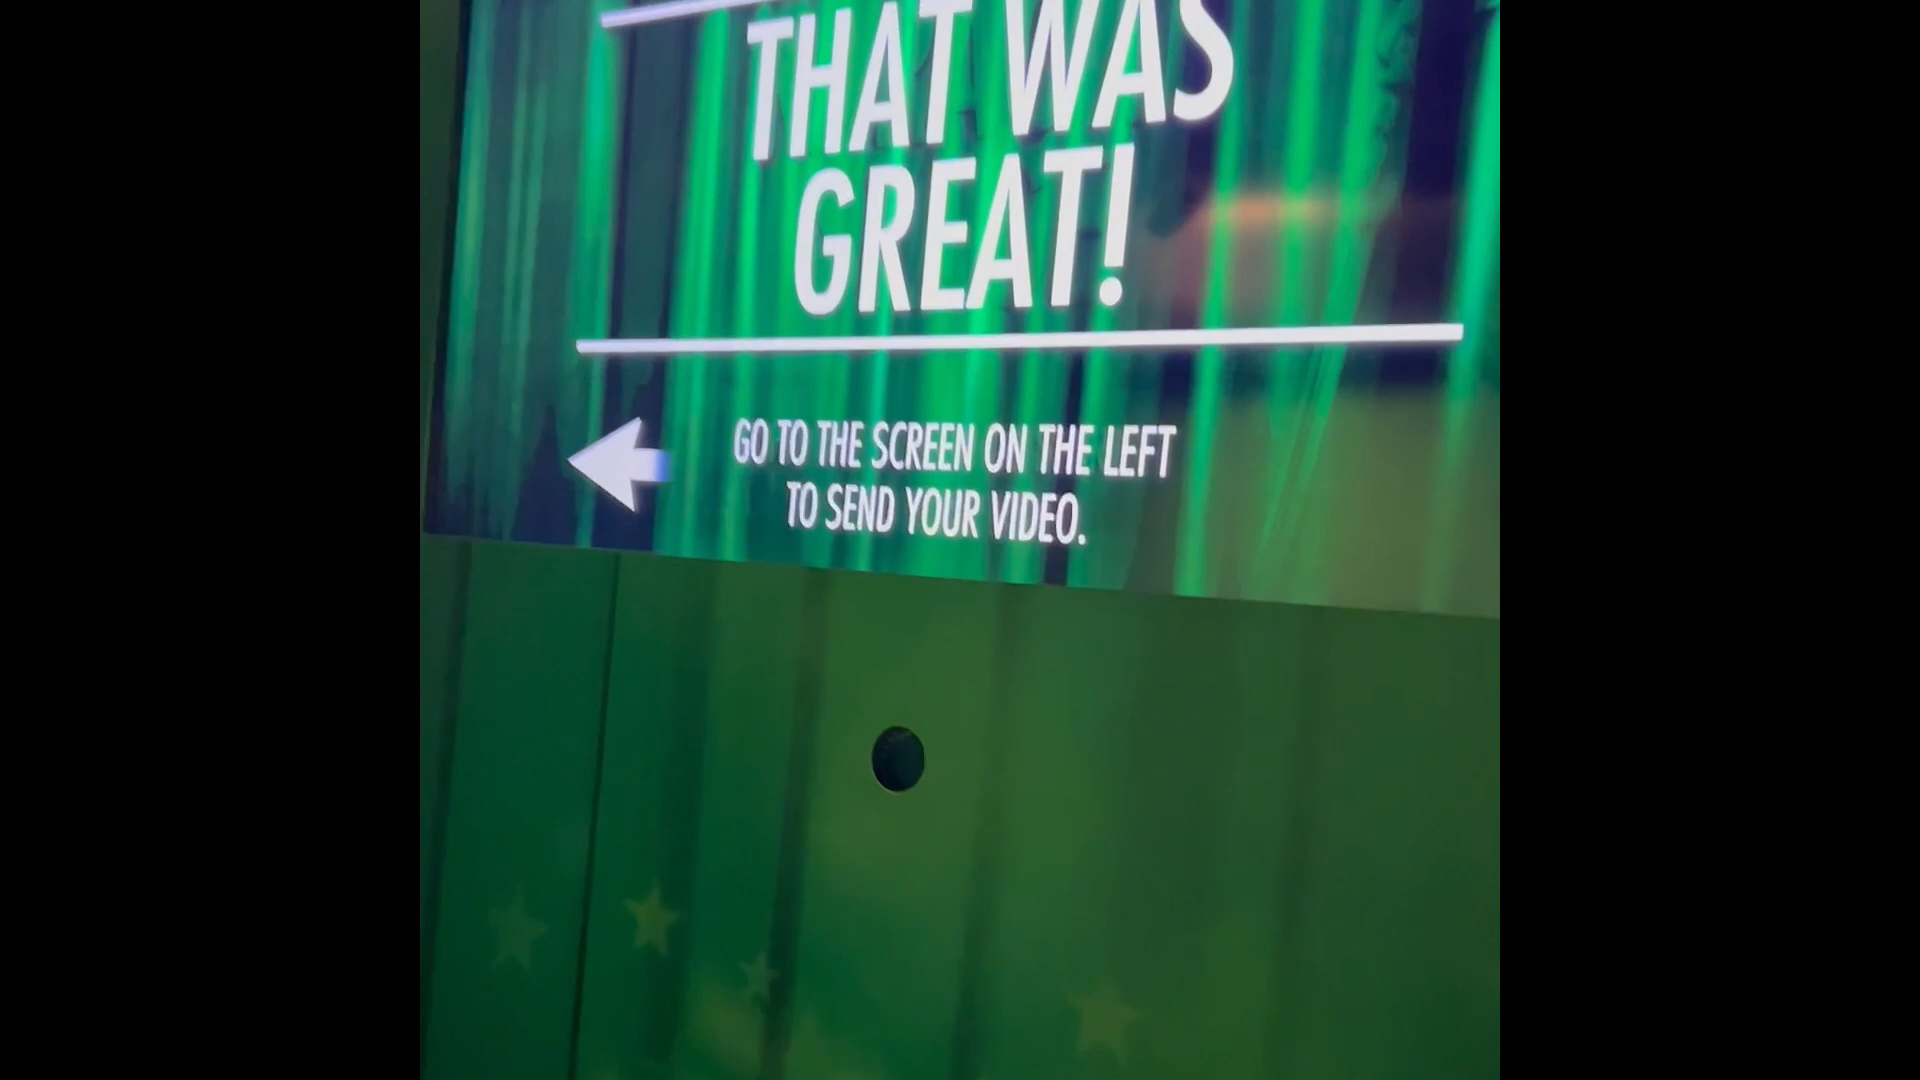 THAT WAS
GREAT!
GO TO THE SCREEN ON THE LEFT
TO SEND YOUR VIDEO.